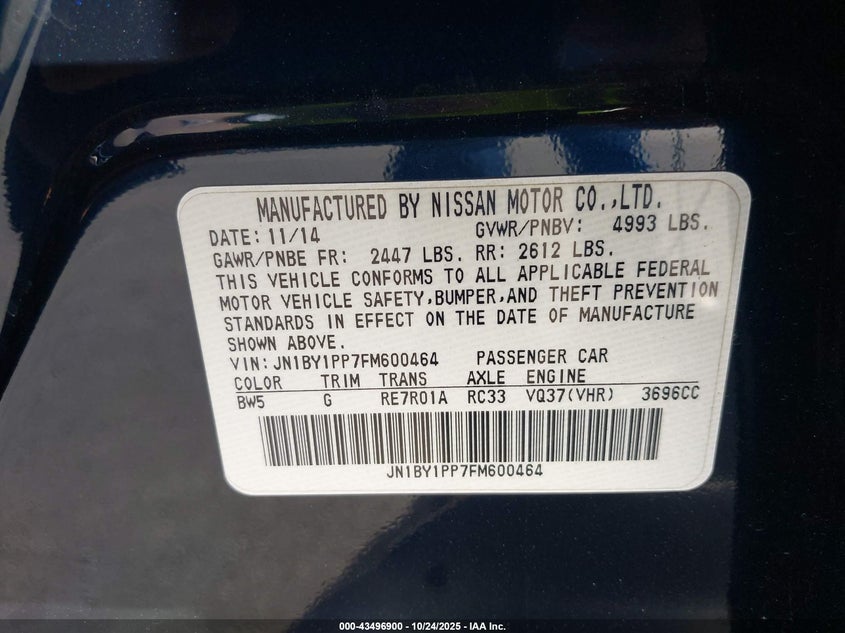 MANUFACTURED BY NISSAN MOTOR CO.,LTD.
DATE: 11/14 GVWR/PNBV: 4993 LBS.
GAWR/PNBE FR: 2447 LBS. RR: 2612 LBS.
THIS VEHICLE CONFORMS TO ALL APPLICABLE FEDERAL
MOTOR VEHICLE SAFETY,BUMPER,AND THEFT PREVENTION
STANDARDS IN EFFECT ON THE DATE OF MANUFACTURE
SHOWN ABOVE.
VIN: JN1BY1PP7FM600464 PASSENGER CAR
COLOR TRIM TRANS AXLE ENGINE
BW5 G RE7R01A RC33 VQ37(VHR) 3696CC
JN1BY1PP7FM600464
000-43496900 - 10/24/2025 - IAA Inc.